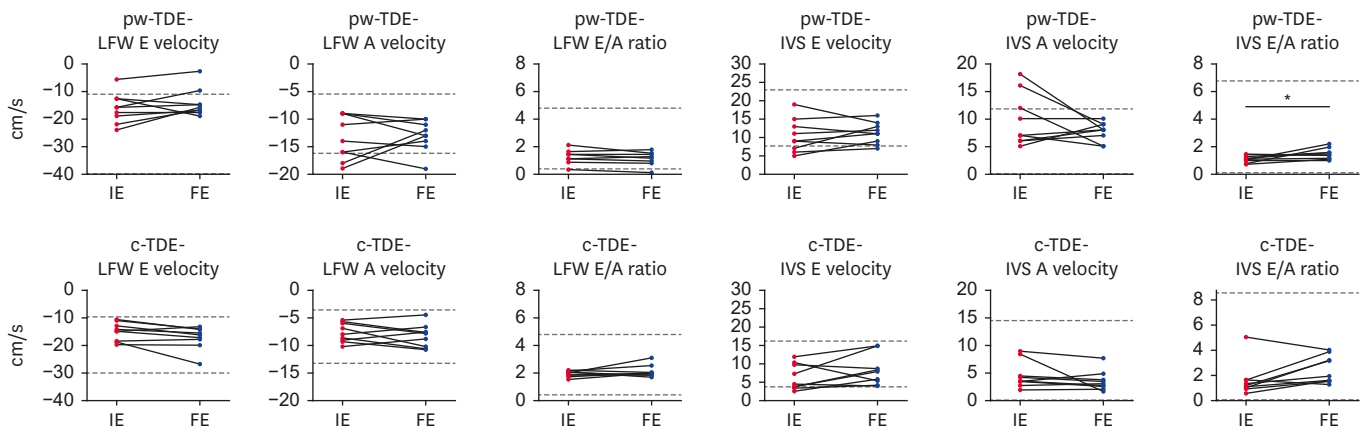 pw-TDE-
LFW E velocity
pw-TDE-
LFW A velocity
pw-TDE-
LFW E/A ratio
pw-TDE-
IVS E velocity
pw-TDE-
IVS A velocity
pw-TDE-
IVS E/A ratio
cm/s
0
−10
−20
−30
−40
IE FE
0
−5
−10
−15
−20
IE FE
8
6
4
2
0
IE FE
30
25
20
15
10
5
0
IE FE
20
15
10
5
0
IE FE
8
6
4
2
0
*
IE FE
c-TDE-
LFW E velocity
c-TDE-
LFW A velocity
c-TDE-
LFW E/A ratio
c-TDE-
IVS E velocity
c-TDE-
IVS A velocity
c-TDE-
IVS E/A ratio
cm/s
0
−10
−20
−30
−40
IE FE
0
−5
−10
−15
−20
IE FE
8
6
4
2
0
IE FE
30
25
20
15
10
5
0
IE FE
20
15
10
5
0
IE FE
8
6
4
2
0
IE FE